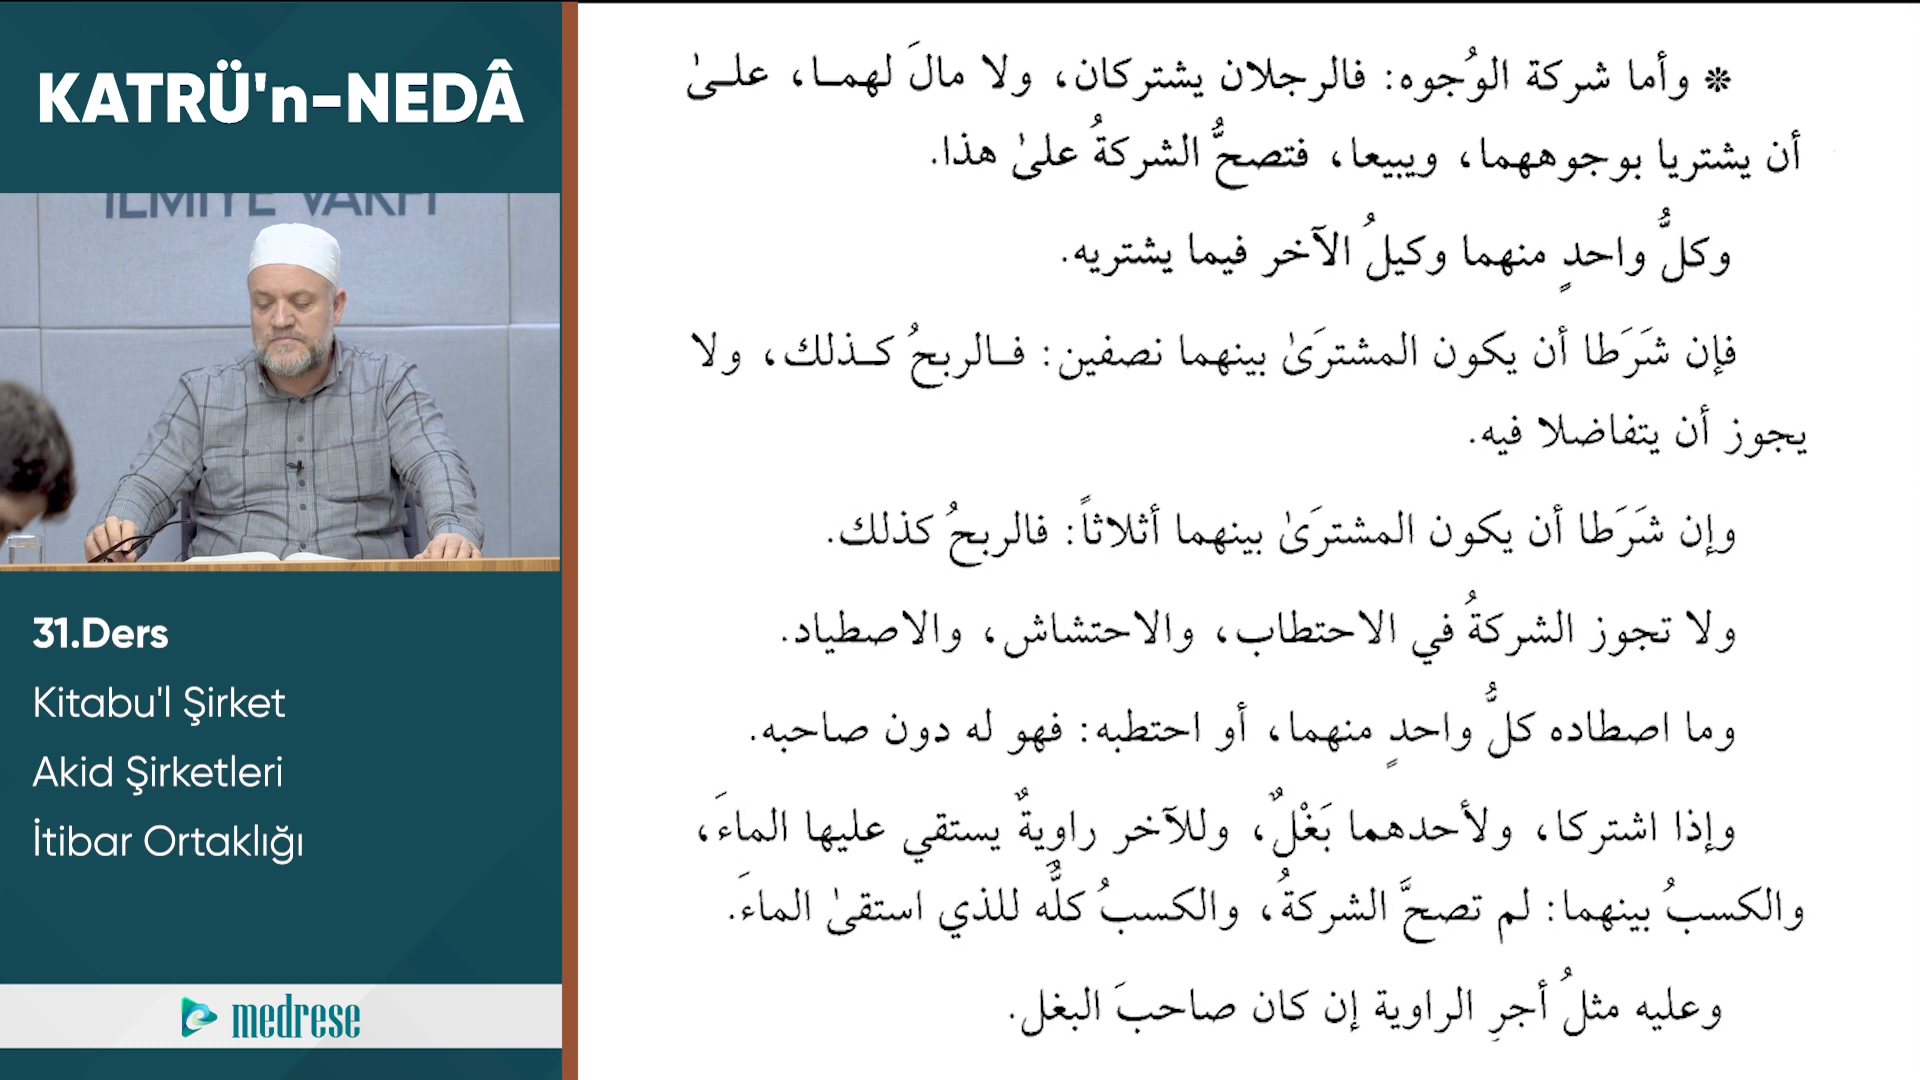 KATRÜ'n-NEDÂ
İLMİYE VAKFI
31.Ders
Kitabu'l Şirket
Akid Şirketleri
İtibar Ortaklığı
medrese
❊ وأما شركة الوُجوه: فالرجلان يشتركان، ولا مالَ لهما، علىٰ
أن يشتريا بوجوههما، ويبيعا، فتصحُّ الشركةُ علىٰ هذا.
وكلُّ واحدٍ منهما وكيلُ الآخر فيما يشتريه.
فإن شَرَطا أن يكون المشترَىٰ بينهما نصفين: فالربحُ كذلك، ولا
يجوز أن يتفاضلا فيه.
وإن شَرَطا أن يكون المشترَىٰ بينهما أثلاثاً: فالربحُ كذلك.
ولا تجوز الشركةُ في الاحتطاب، والاحتشاش، والاصطياد.
وما اصطاده كلُّ واحدٍ منهما، أو احتطبه: فهو له دون صاحبه.
وإذا اشتركا، ولأحدهما بَغْلٌ، وللآخر راويةٌ يستقي عليها الماءَ،
والكسبُ بينهما: لم تصحَّ الشركةُ، والكسبُ كلُّه للذي استقىٰ الماءَ.
وعليه مثلُ أجرِ الراوية إن كان صاحبَ البغل.